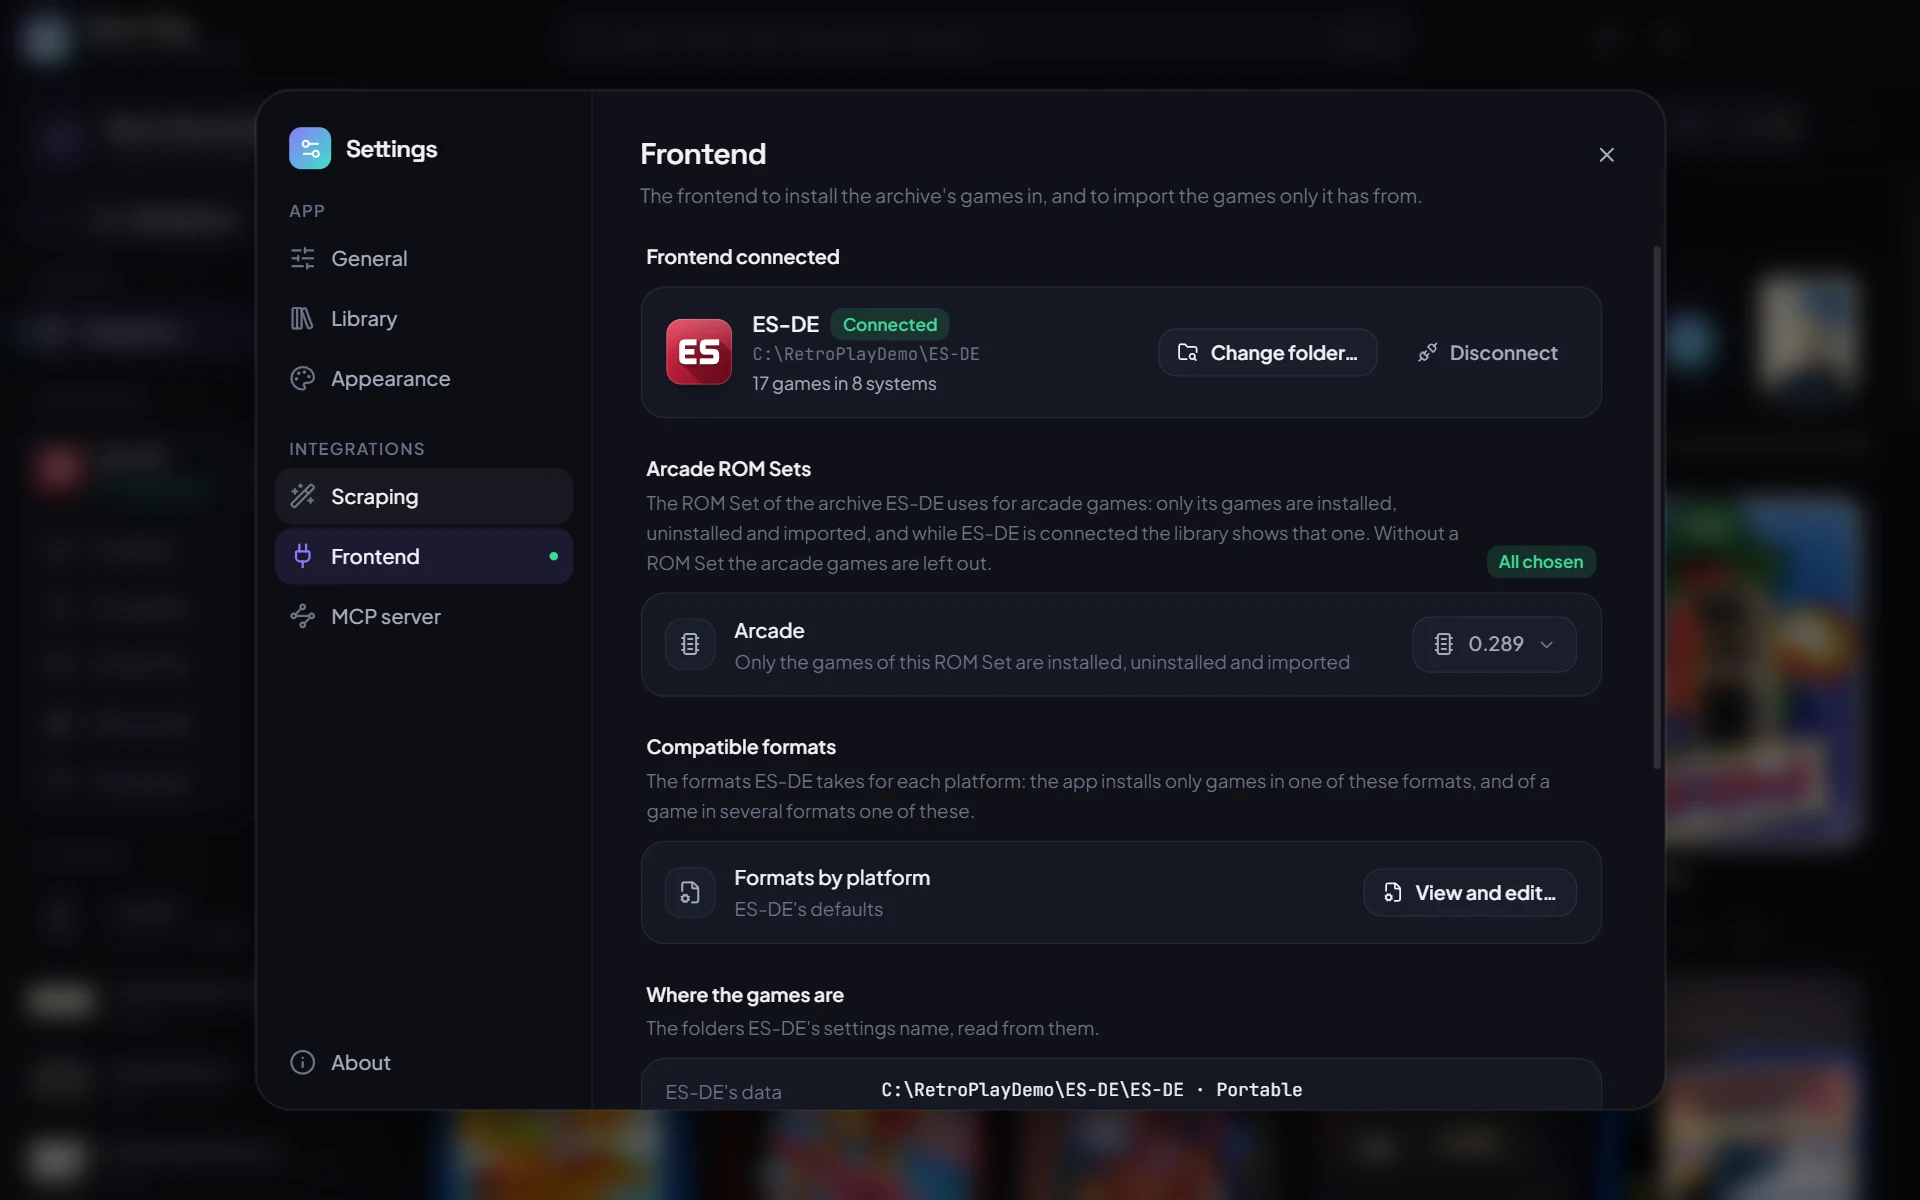 Settings
APP
General
Library
Appearance
INTEGRATIONS
Scraping
Frontend
MCP server
About
Frontend
The frontend to install the archive's games in, and to import the games only it has from.
Frontend connected
ES
ES-DE Connected
C:\RetroPlayDemo\ES-DE
17 games in 8 systems
Change folder...
Disconnect
Arcade ROM Sets
The ROM Set of the archive ES-DE uses for arcade games: only its games are installed,
uninstalled and imported, and while ES-DE is connected the library shows that one. Without a
ROM Set the arcade games are left out.
All chosen
Arcade
Only the games of this ROM Set are installed, uninstalled and imported
0.289
Compatible formats
The formats ES-DE takes for each platform: the app installs only games in one of these formats, and of a
game in several formats one of these.
Formats by platform
ES-DE's defaults
View and edit...
Where the games are
The folders ES-DE's settings name, read from them.
ES-DE's data
C:\RetroPlayDemo\ES-DE\ES-DE · Portable